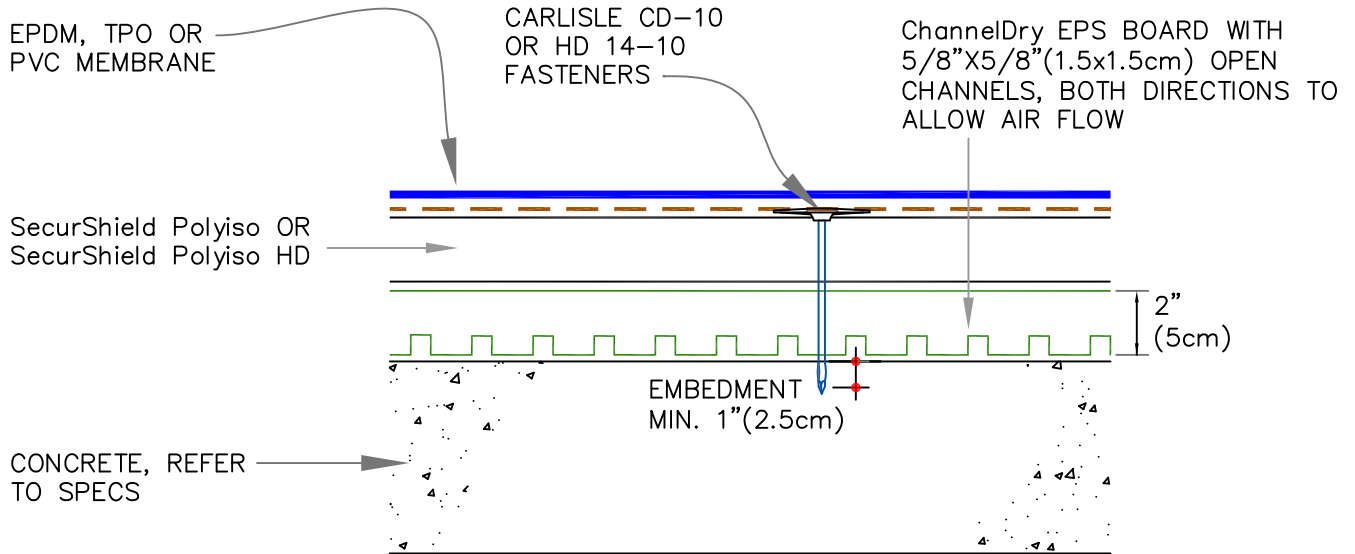 EPDM, TPO OR
PVC MEMBRANE
CARLISLE CD-10
OR HD 14-10
FASTENERS
ChannelDry EPS BOARD WITH
5/8"X5/8"(1.5x1.5cm) OPEN
CHANNELS, BOTH DIRECTIONS TO
ALLOW AIR FLOW
SecurShield Polyiso OR
SecurShield Polyiso HD
2"
(5cm)
EMBEDMENT
MIN. 1"(2.5cm)
CONCRETE, REFER
TO SPECS